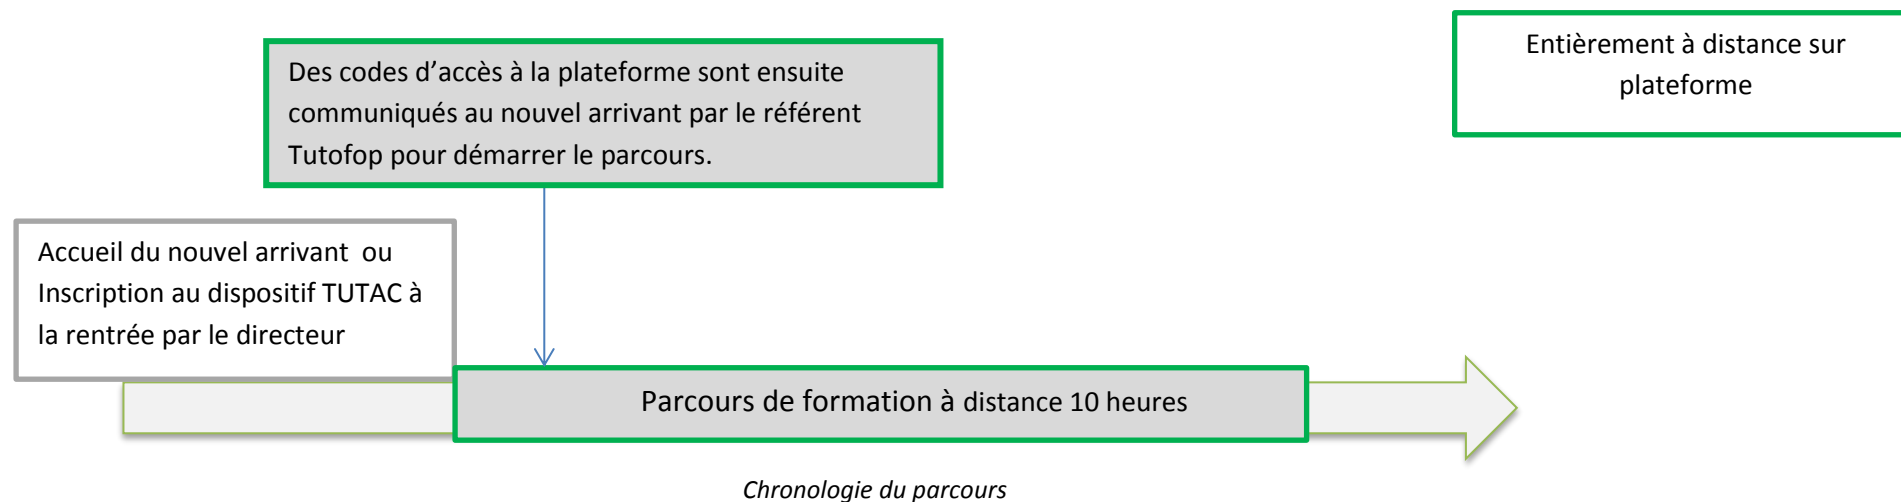 Entièrement à distance sur
plateforme
Des codes d’accès à la plateforme sont ensuite
communiqués au nouvel arrivant par le référent
Tutofop pour démarrer le parcours.
Accueil du nouvel arrivant  ou
Inscription au dispositif TUTAC à
la rentrée par le directeur
Parcours de formation à distance 10 heures
Chronologie du parcours